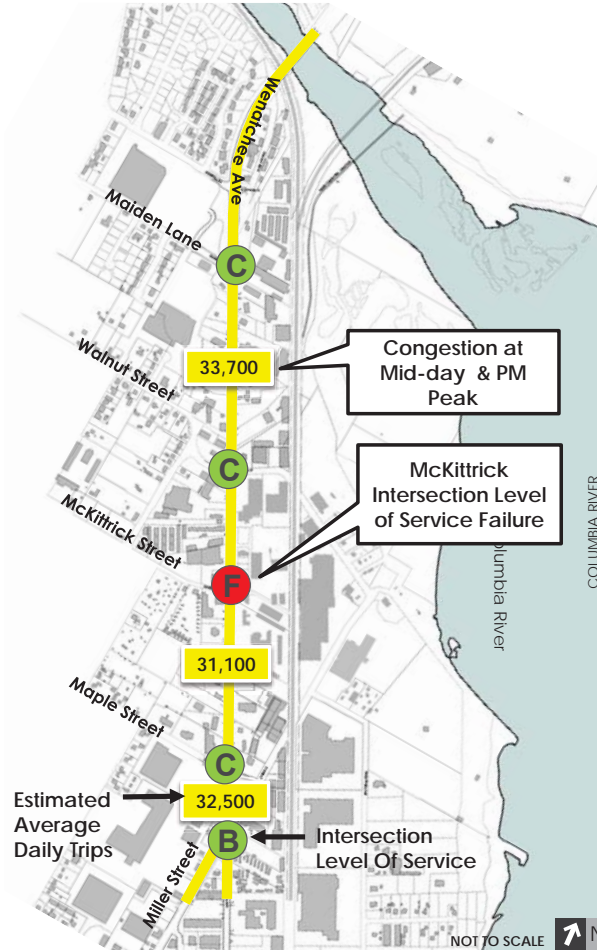 Wenatchee Ave
Maiden Lane
C
Walnut Street
33,700
Congestion at
Mid-day & PM
Peak
C
McKittrick
Intersection Level
of Service Failure
McKittrick Street
F
COLUMBIA RIVER
olumbia River
31,100
Maple Street
C
Estimated
Average
Daily Trips
32,500
B
Intersection
Level Of Service
Miller Street
NOT TO SCALE
N